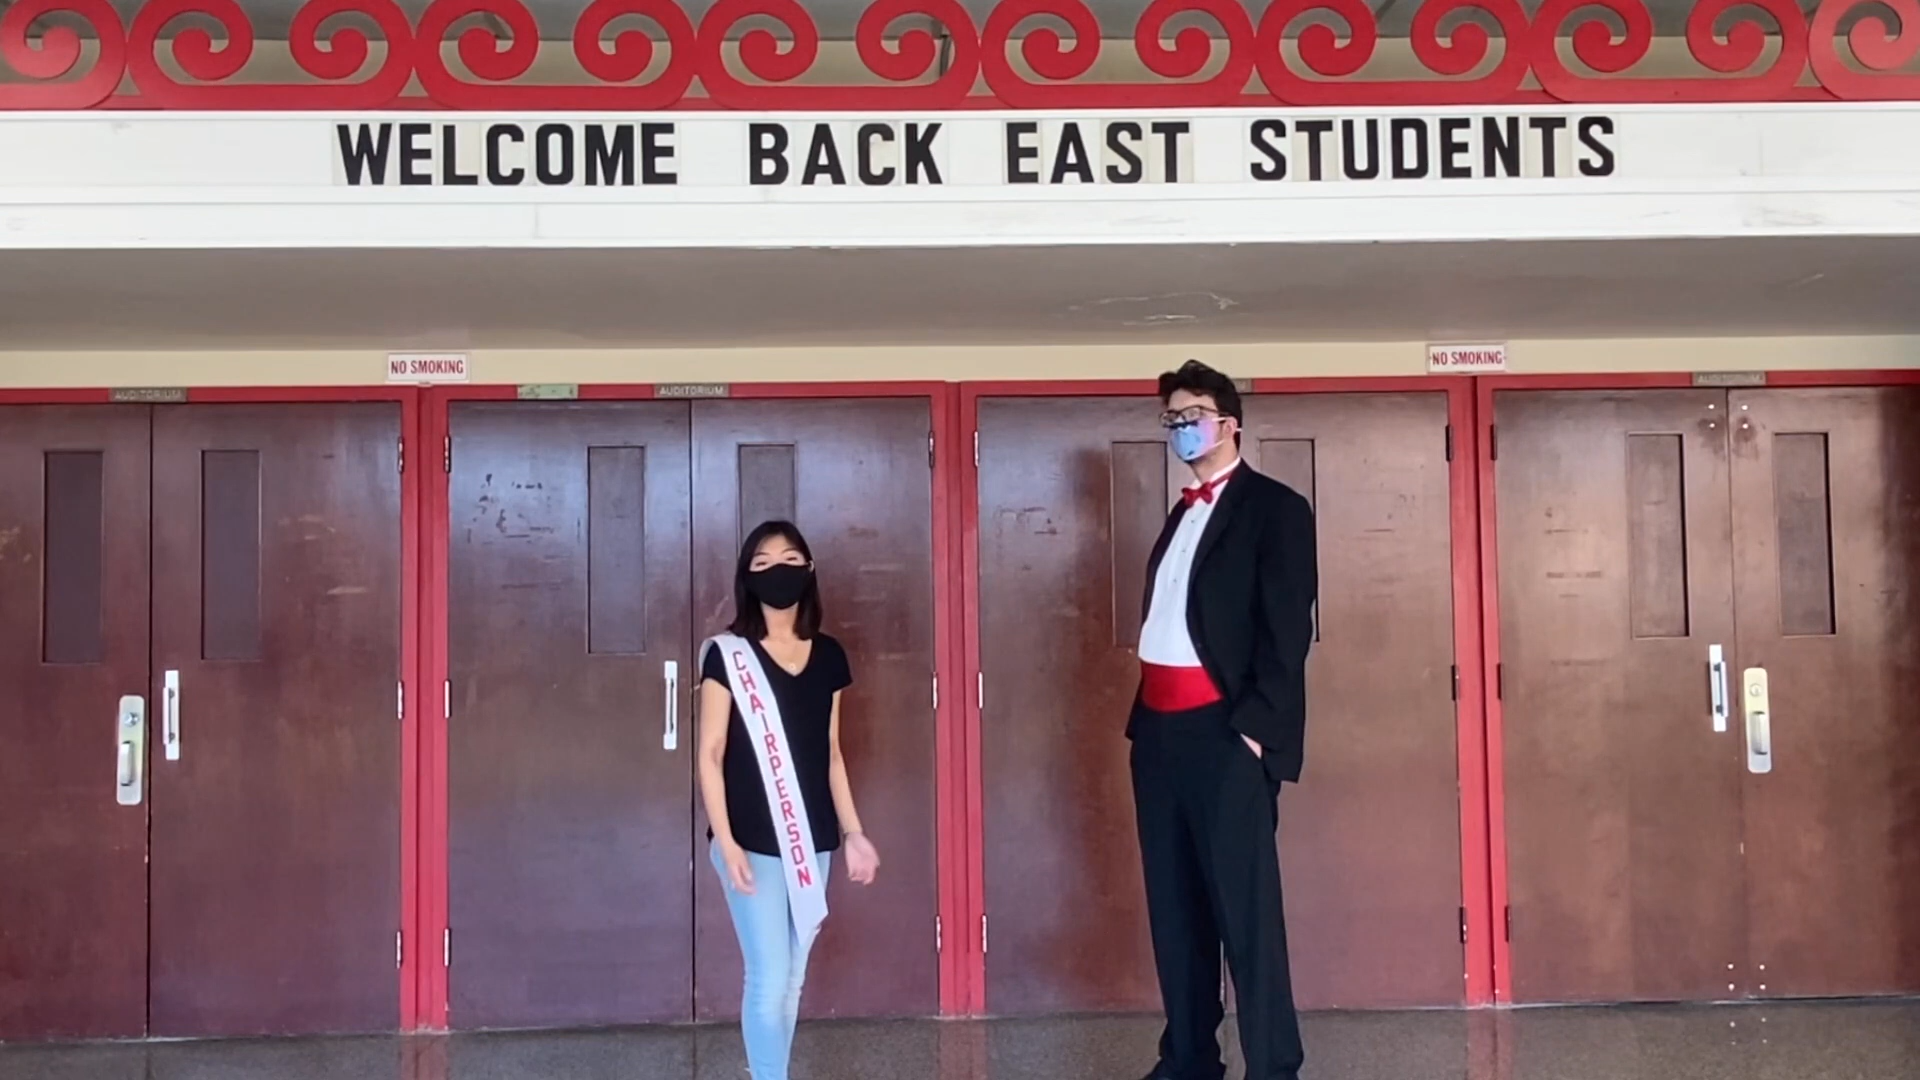 WELCOME BACK EAST STUDENTS
NO SMOKING
NO SMOKING
AUDITORIUM
AUDITORIUM
AUDITORIUM
CHAIRPERSON